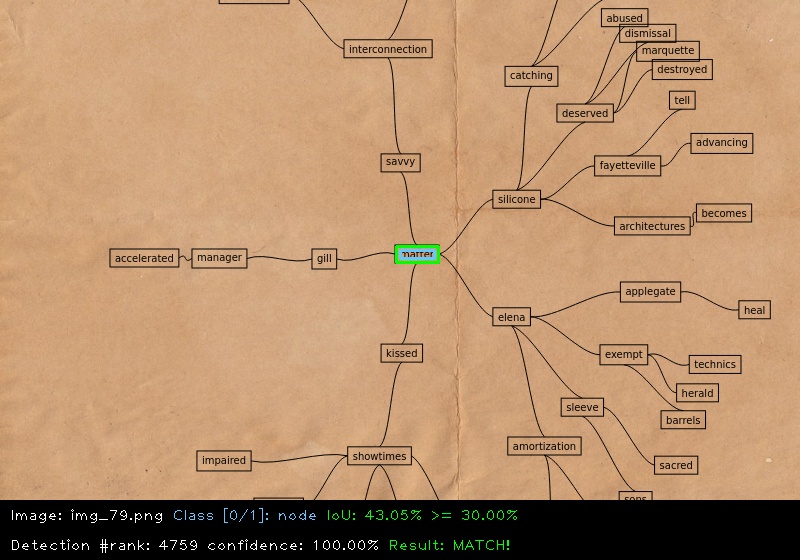 abused
dismissal
interconnection
marquette
destroyed
catching
tell
deserved
advancing
savvy
fayetteville
silicone
becomes
architectures
matter
accelerated
manager
gill
applegate
heal
elena
kissed
exempt
technics
herald
sleeve
barrels
amortization
showtimes
impaired
sacred
sons
Image: img_79.png Class [0/1]: node IoU: 43.05% >= 30.00%
Detection #rank: 4759 confidence: 100.00% Result: MATCH!